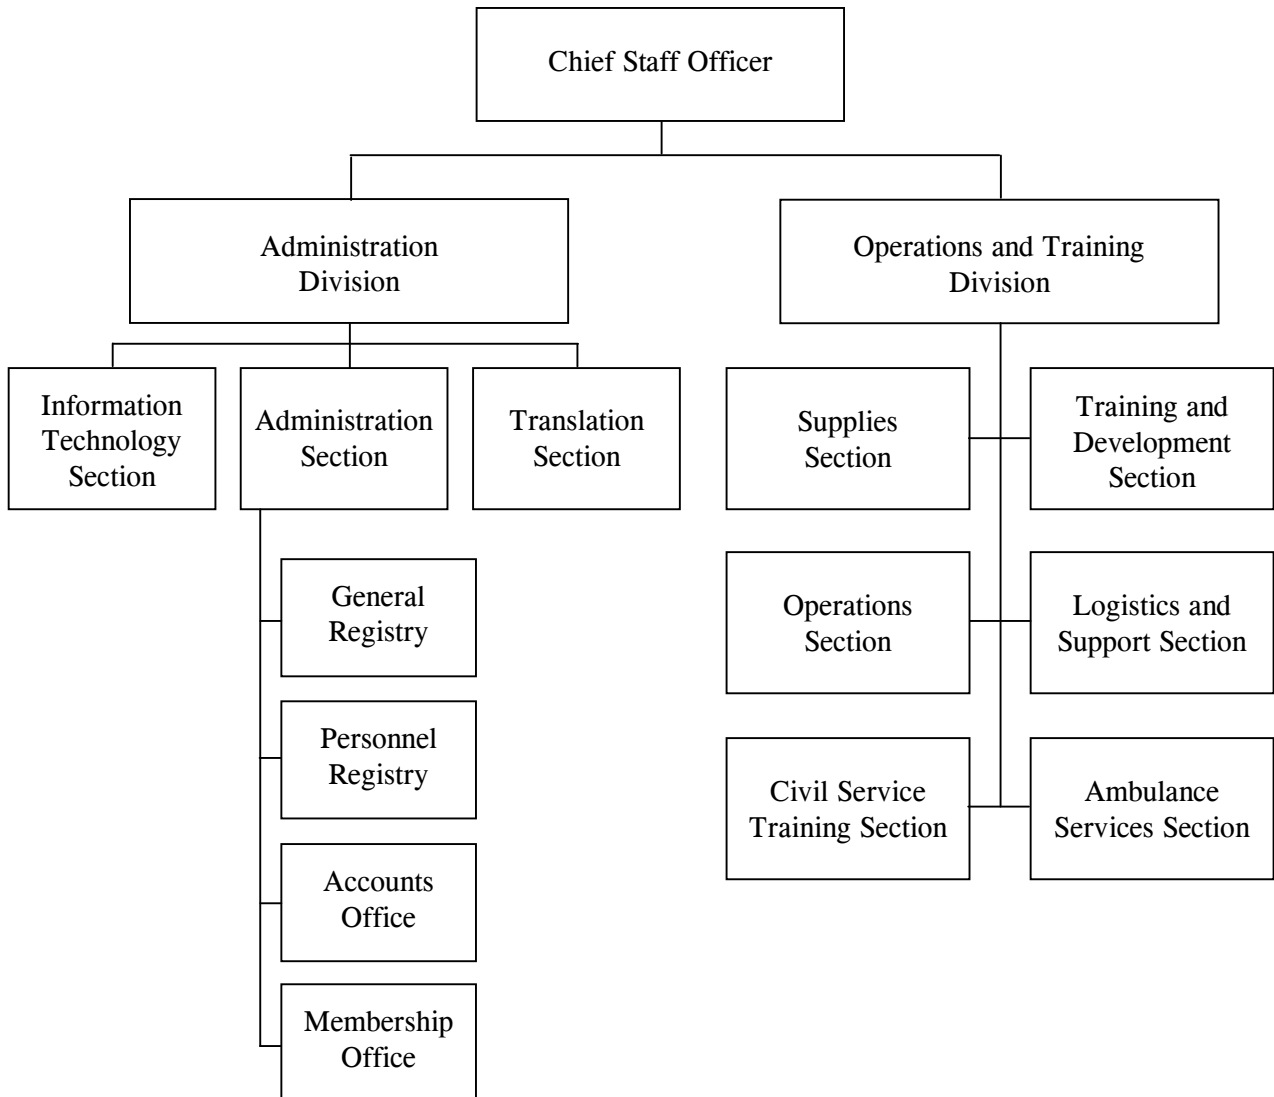 Chief Staff Officer
Administration
Division
Operations and Training
Division
Information
Technology
Section
Administration
Section
Translation
Section
Supplies
Section
Training and
Development
Section
General
Registry
Operations
Section
Logistics and
Support Section
Personnel
Registry
Civil Service
Training Section
Ambulance
Services Section
Accounts
Office
Membership
Office